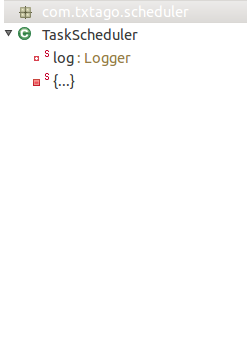 com.txtago.scheduler
C TaskScheduler
S log : Logger
S {...}